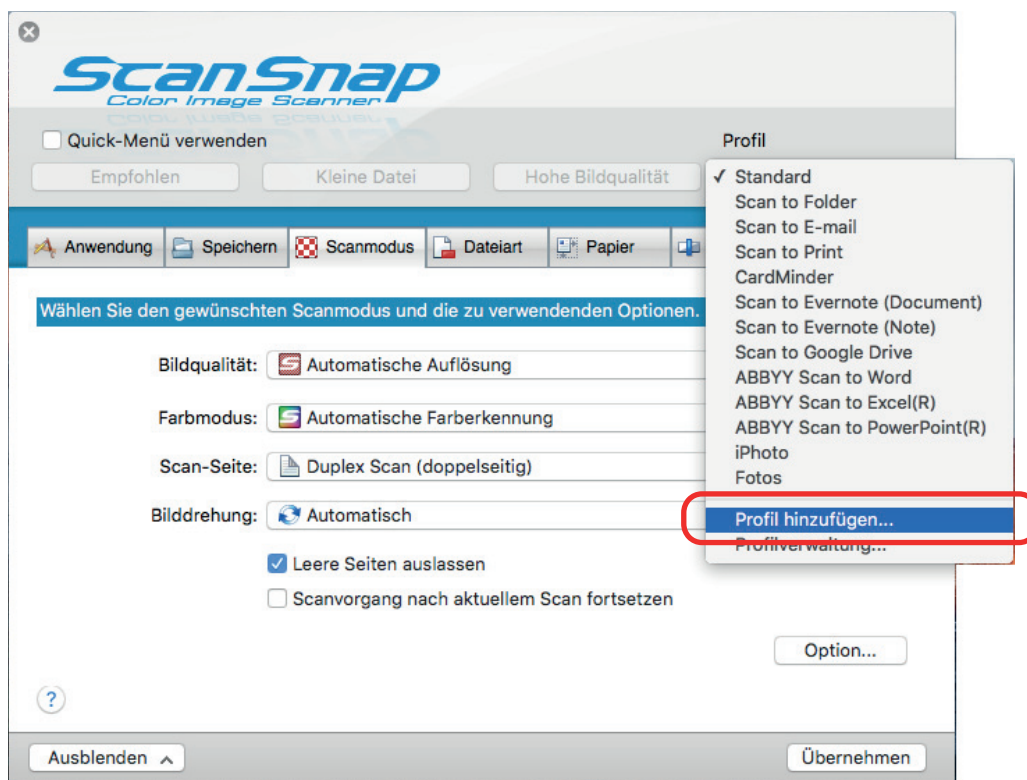 ScanSnap
Color Image Scanner
Quick-Menü verwenden
Profil
Empfohlen
Kleine Datei
Hohe Bildqualität
✓ Standard
Scan to Folder
Scan to E-mail
Scan to Print
CardMinder
Scan to Evernote (Document)
Scan to Evernote (Note)
Scan to Google Drive
ABBYY Scan to Word
ABBYY Scan to Excel(R)
ABBYY Scan to PowerPoint(R)
iPhoto
Fotos
Profil hinzufügen...
Profilverwaltung...
Anwendung
Speichern
Scanmodus
Dateiart
Papier
Wählen Sie den gewünschten Scanmodus und die zu verwendenden Optionen.
Bildqualität: Automatische Auflösung
Farbmodus: Automatische Farberkennung
Scan-Seite: Duplex Scan (doppelseitig)
Bilddrehung: Automatisch
Leere Seiten auslassen
Scanvorgang nach aktuellem Scan fortsetzen
Option...
?
Ausblenden
Übernehmen